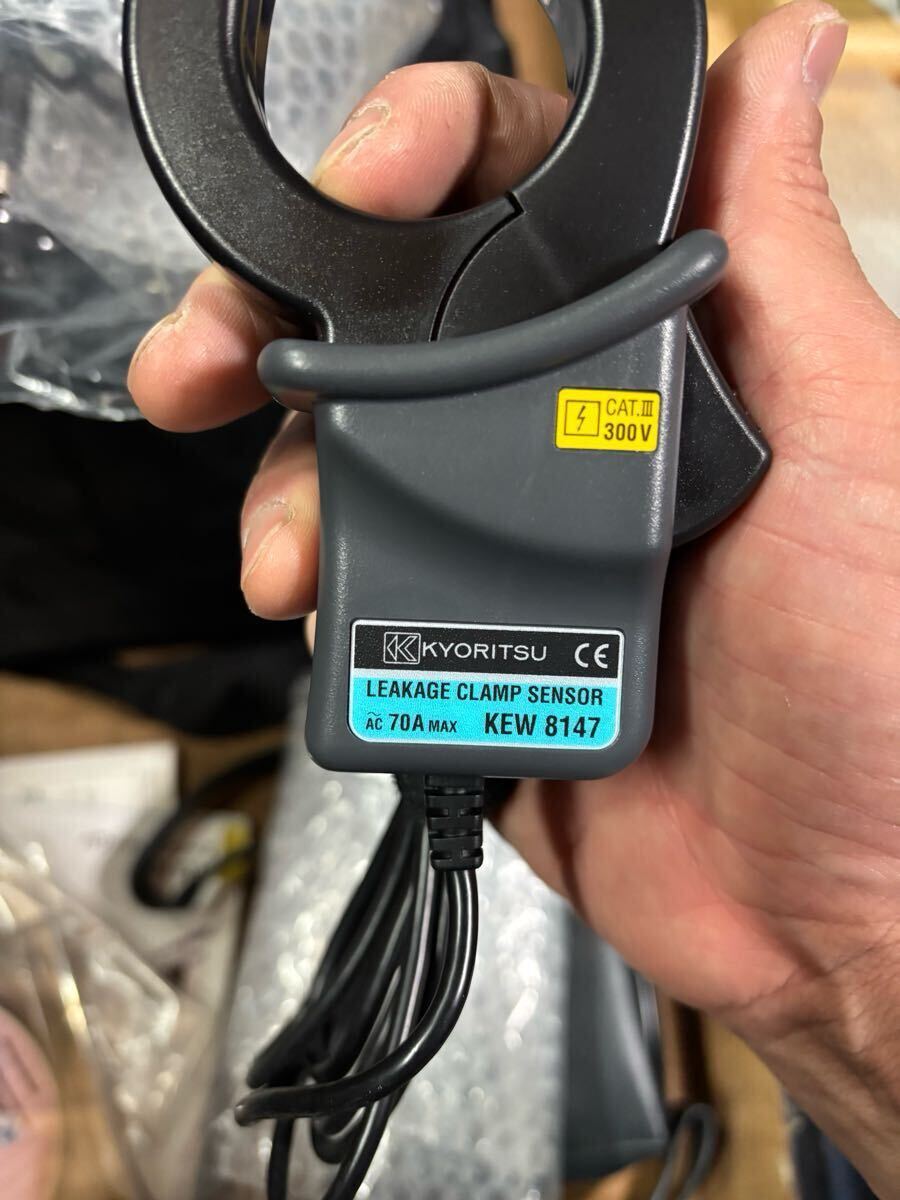 CAT.Ⅲ
300V
KYORITSU CE
LEAKAGE CLAMP SENSOR
~ AC 70A MAX KEW 8147